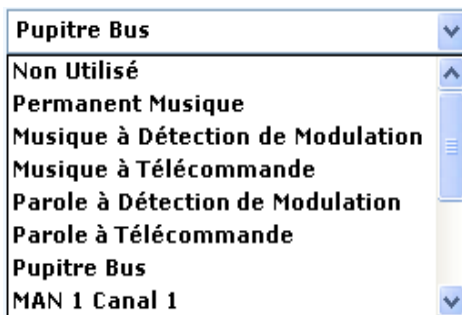 Pupitre Bus
Non Utilisé
Permanent Musique
Musique à Détection de Modulation
Musique à Télécommande
Parole à Détection de Modulation
Parole à Télécommande
Pupitre Bus
MAN 1 Canal 1